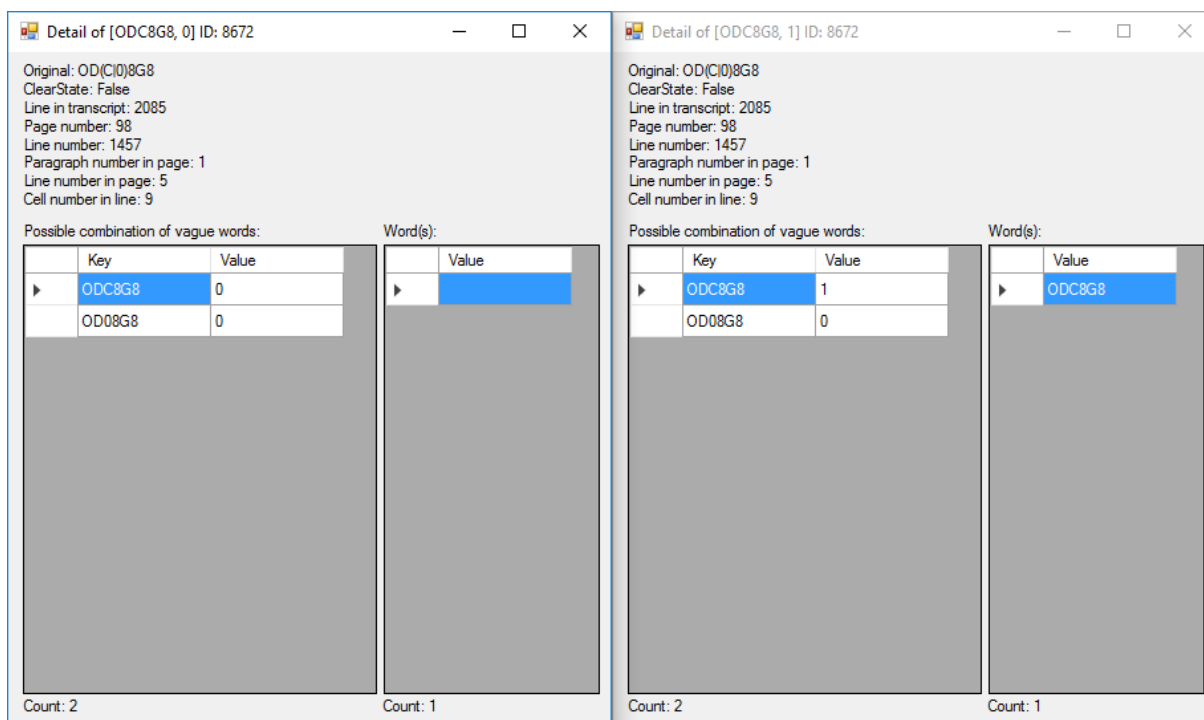 Detail of [ODC8G8, 0] ID: 8672
Original: OD(C|0)8G8
ClearState: False
Line in transcript: 2085
Page number: 98
Line number: 1457
Paragraph number in page: 1
Line number in page: 5
Cell number in line: 9
Possible combination of vague words:
Key Value
ODC8G8 0
OD08G8 0
Count: 2
Word(s):
Value
Count: 1
Detail of [ODC8G8, 1] ID: 8672
Original: OD(C|0)8G8
ClearState: False
Line in transcript: 2085
Page number: 98
Line number: 1457
Paragraph number in page: 1
Line number in page: 5
Cell number in line: 9
Possible combination of vague words:
Key Value
ODC8G8 1
OD08G8 0
Count: 2
Word(s):
Value
ODC8G8
Count: 1